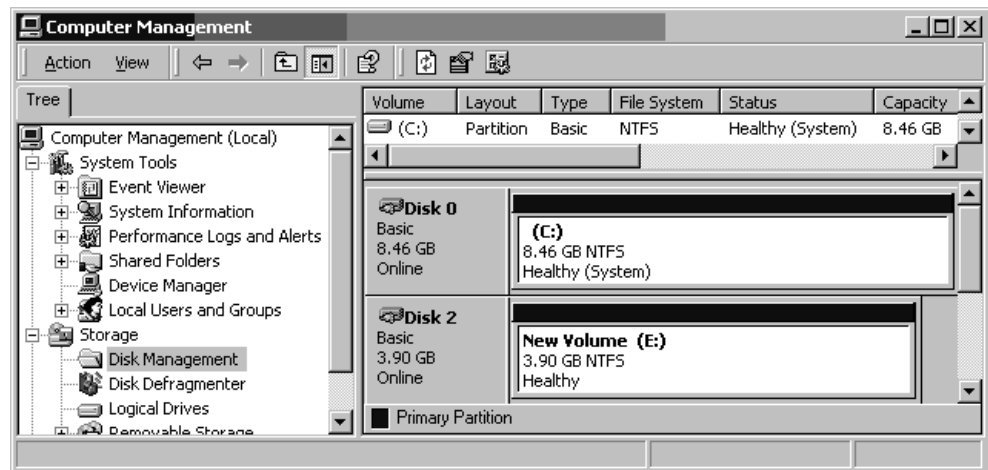 Computer Management
Action View
Tree
Computer Management (Local)
System Tools
Event Viewer
System Information
Performance Logs and Alerts
Shared Folders
Device Manager
Local Users and Groups
Storage
Disk Management
Disk Defragmenter
Logical Drives
Removable Storage
Volume Layout Type File System Status Capacity
(C:) Partition Basic NTFS Healthy (System) 8.46 GB
Disk 0
Basic
8.46 GB
Online
(C:)
8.46 GB NTFS
Healthy (System)
Disk 2
Basic
3.90 GB
Online
New Volume (E:)
3.90 GB NTFS
Healthy
Primary Partition